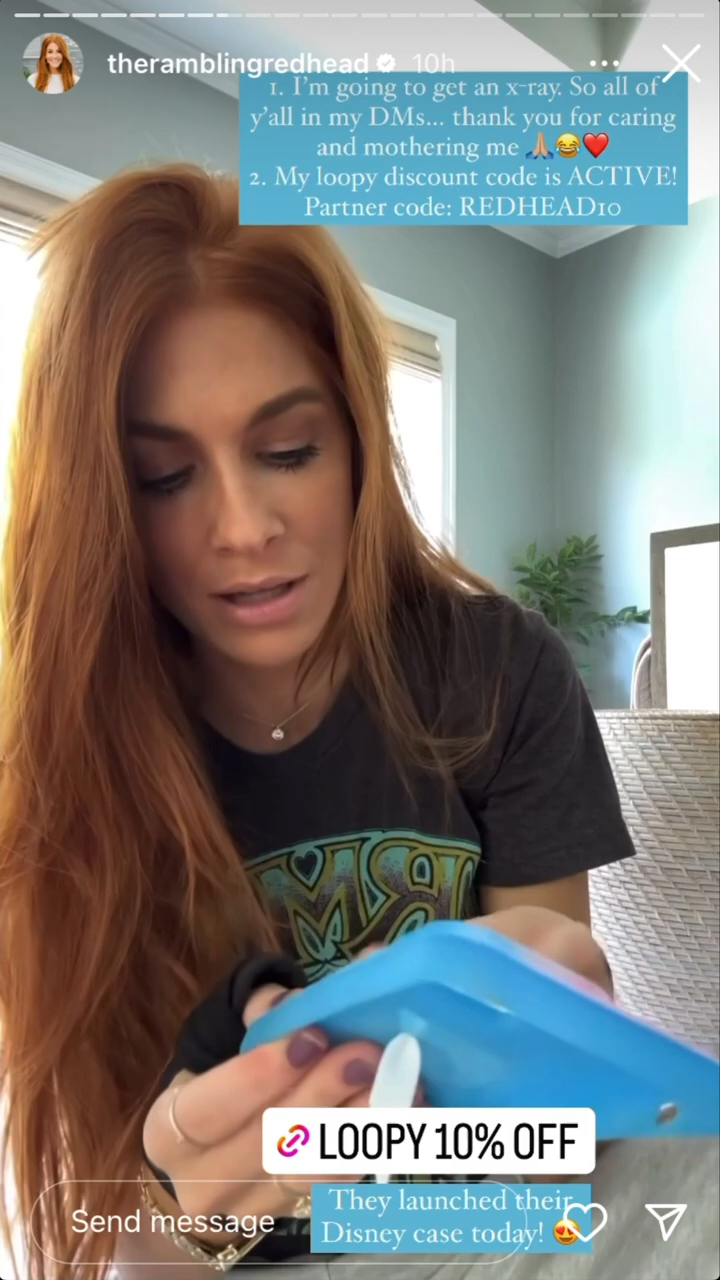 therамblingredhead 10h
1. I'm going to get an x-ray. So all of
y'all in my DMs... thank you for caring
and mothering me 🙏🏼😂❤️
2. My loopy discount code is ACTIVE!
Partner code: REDHEAD10
LOOPY 10% OFF
They launched their
Disney case today! 😍
Send message